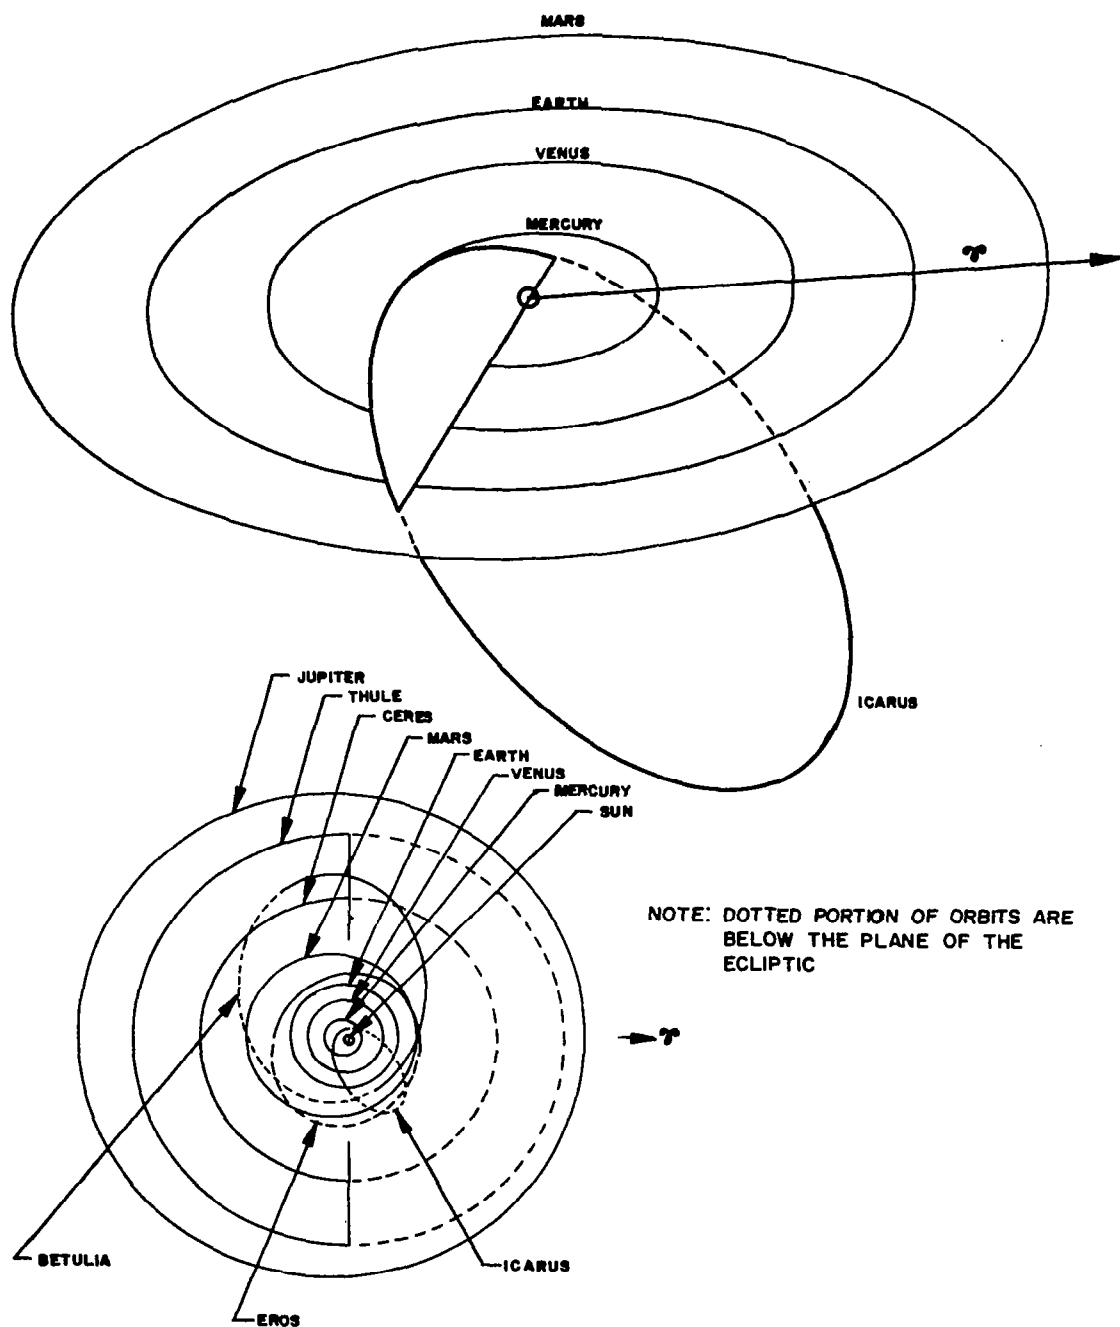 MARS
EARTH
VENUS
MERCURY
♈
ICARUS
JUPITER
THULE
CERES
MARS
EARTH
VENUS
MERCURY
SUN
NOTE: DOTTED PORTION OF ORBITS ARE
BELOW THE PLANE OF THE
ECLIPTIC
♈
BETULIA
ICARUS
EROS